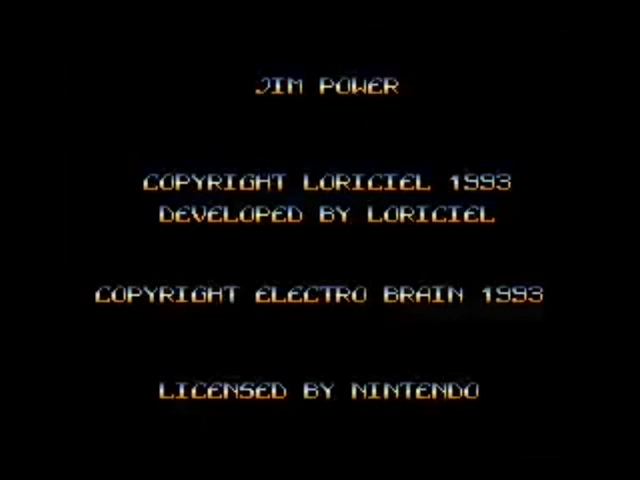 JIM POWER
COPYRIGHT LORICIEL 1993
DEVELOPED BY LORICIEL
COPYRIGHT ELECTRO BRAIN 1993
LICENSED BY NINTENDO